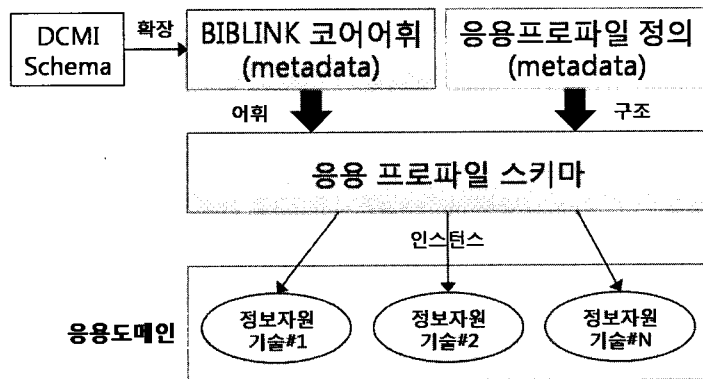 DCMI
Schema
확장
BIBLINK 코어어휘
(metadata)
응용프로파일 정의
(metadata)
어휘
구조
응용 프로파일 스키마
인스턴스
응용도메인
정보자원
기술#1
정보자원
기술#2
정보자원
기술#N